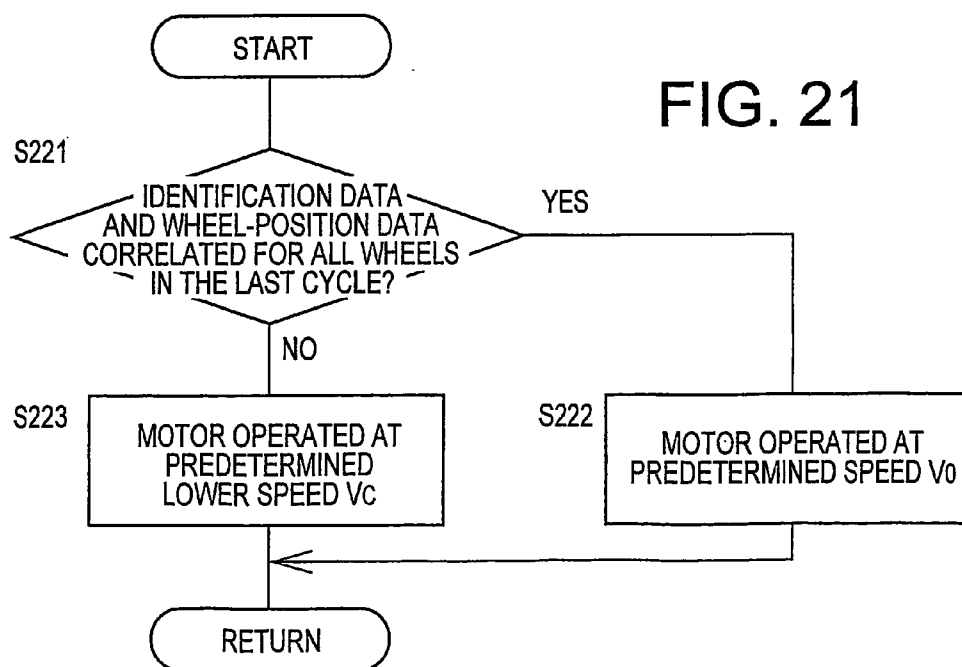 START
FIG. 21
S221
IDENTIFICATION DATA
AND WHEEL-POSITION DATA
CORRELATED FOR ALL WHEELS
IN THE LAST CYCLE?
YES
NO
S223
MOTOR OPERATED AT
PREDETERMINED
LOWER SPEED VC
S222
MOTOR OPERATED AT
PREDETERMINED SPEED V0
RETURN